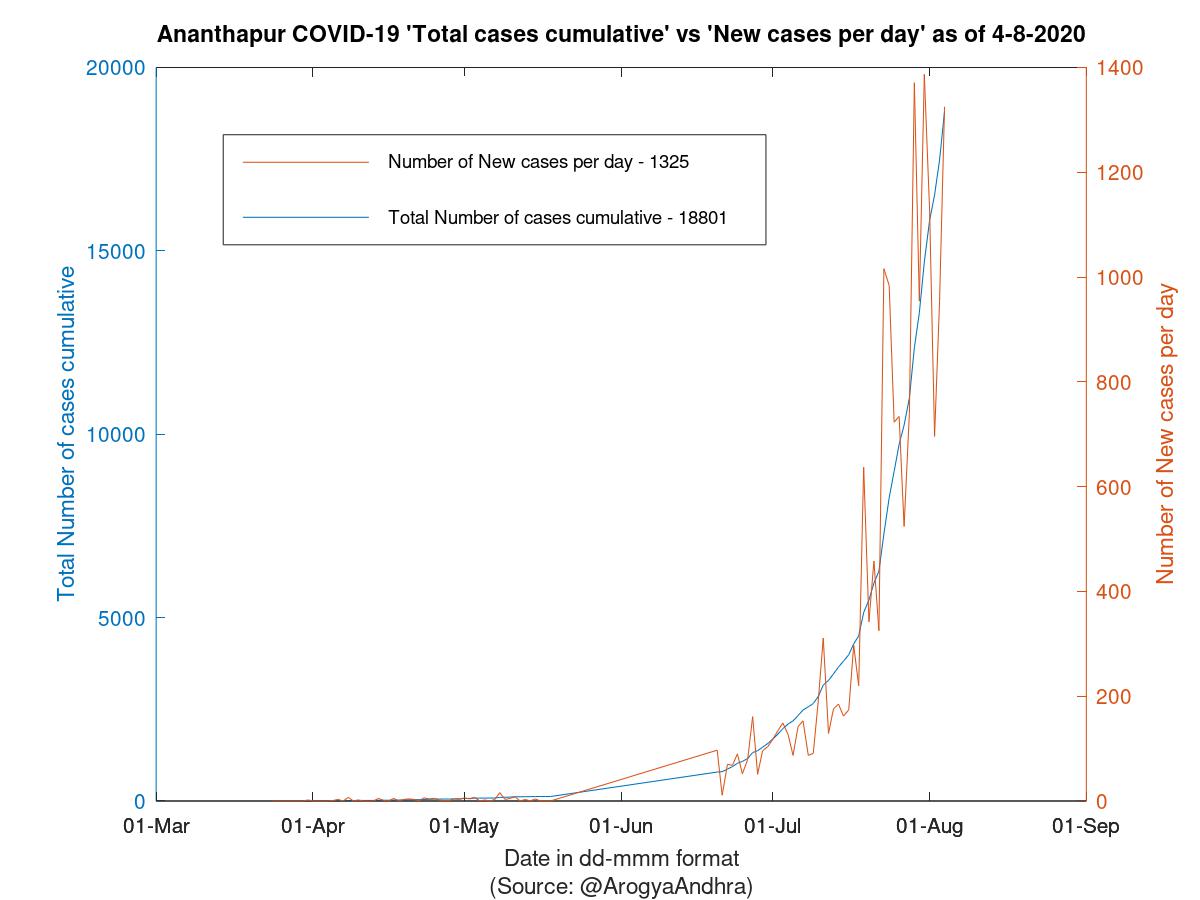 Ananthapur COVID-19 'Total cases cumulative' vs 'New cases per day' as of 4-8-2020
20000
15000
10000
5000
0
Total Number of cases cumulative
Number of New cases per day - 1325
Total Number of cases cumulative - 18801
1400
1200
1000
800
600
400
200
0
Number of New cases per day
01-Mar 01-Apr 01-May 01-Jun 01-Jul 01-Aug 01-Sep
Date in dd-mmm format
(Source: @ArogyaAndhra)